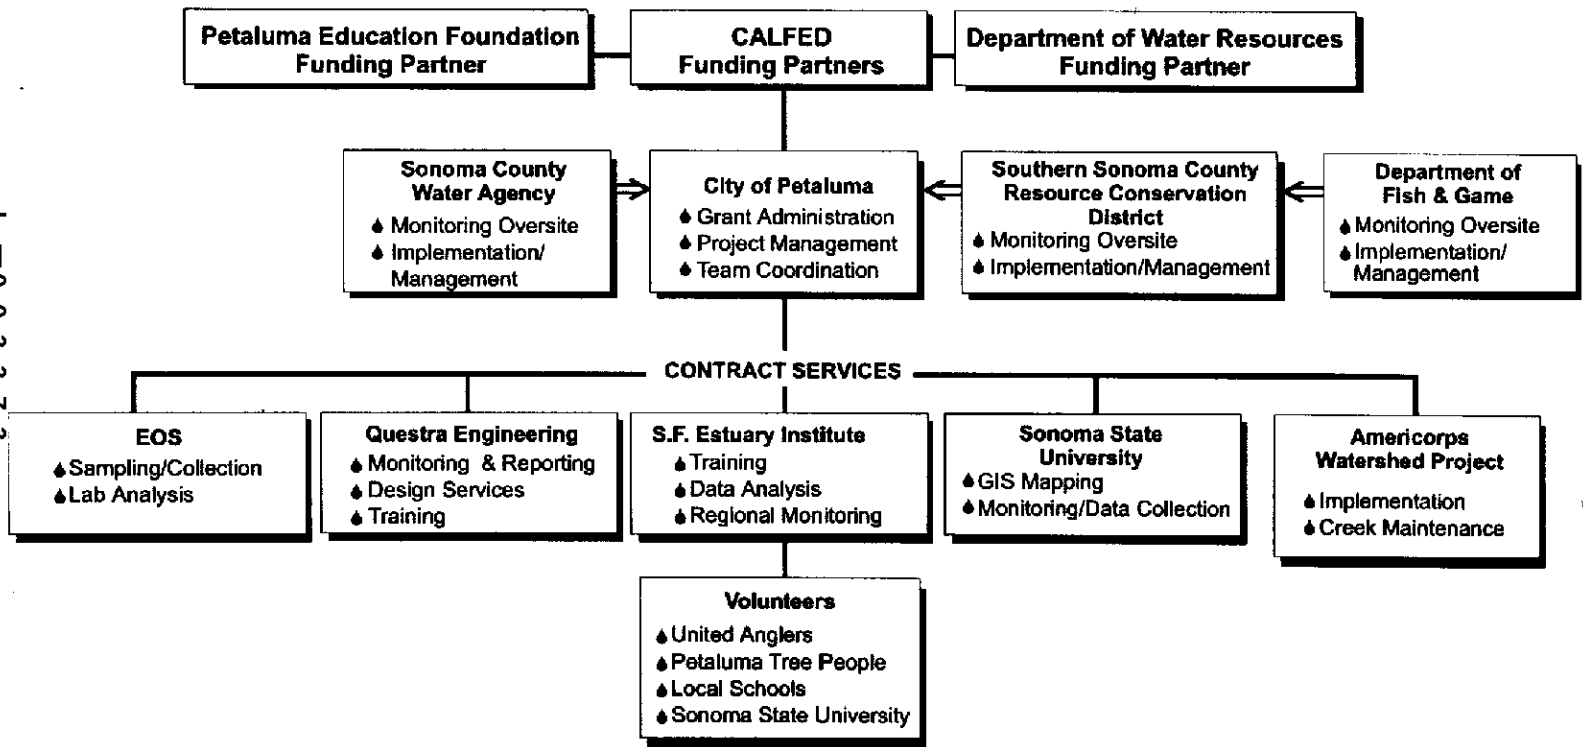 Petaluma Education Foundation
Funding Partner
CALFED
Funding Partners
Department of Water Resources
Funding Partner
Sonoma County
Water Agency
Monitoring Oversite
Implementation/
Management
City of Petaluma
Grant Administration
Project Management
Team Coordination
Southern Sonoma County
Resource Conservation
District
Monitoring Oversite
Implementation/Management
Department of
Fish & Game
Monitoring Oversite
Implementation/
Management
CONTRACT SERVICES
EOS
Sampling/Collection
Lab Analysis
Questra Engineering
Monitoring & Reporting
Design Services
Training
S.F. Estuary Institute
Training
Data Analysis
Regional Monitoring
Sonoma State
University
GIS Mapping
Monitoring/Data Collection
Americorps
Watershed Project
Implementation
Creek Maintenance
Volunteers
United Anglers
Petaluma Tree People
Local Schools
Sonoma State University